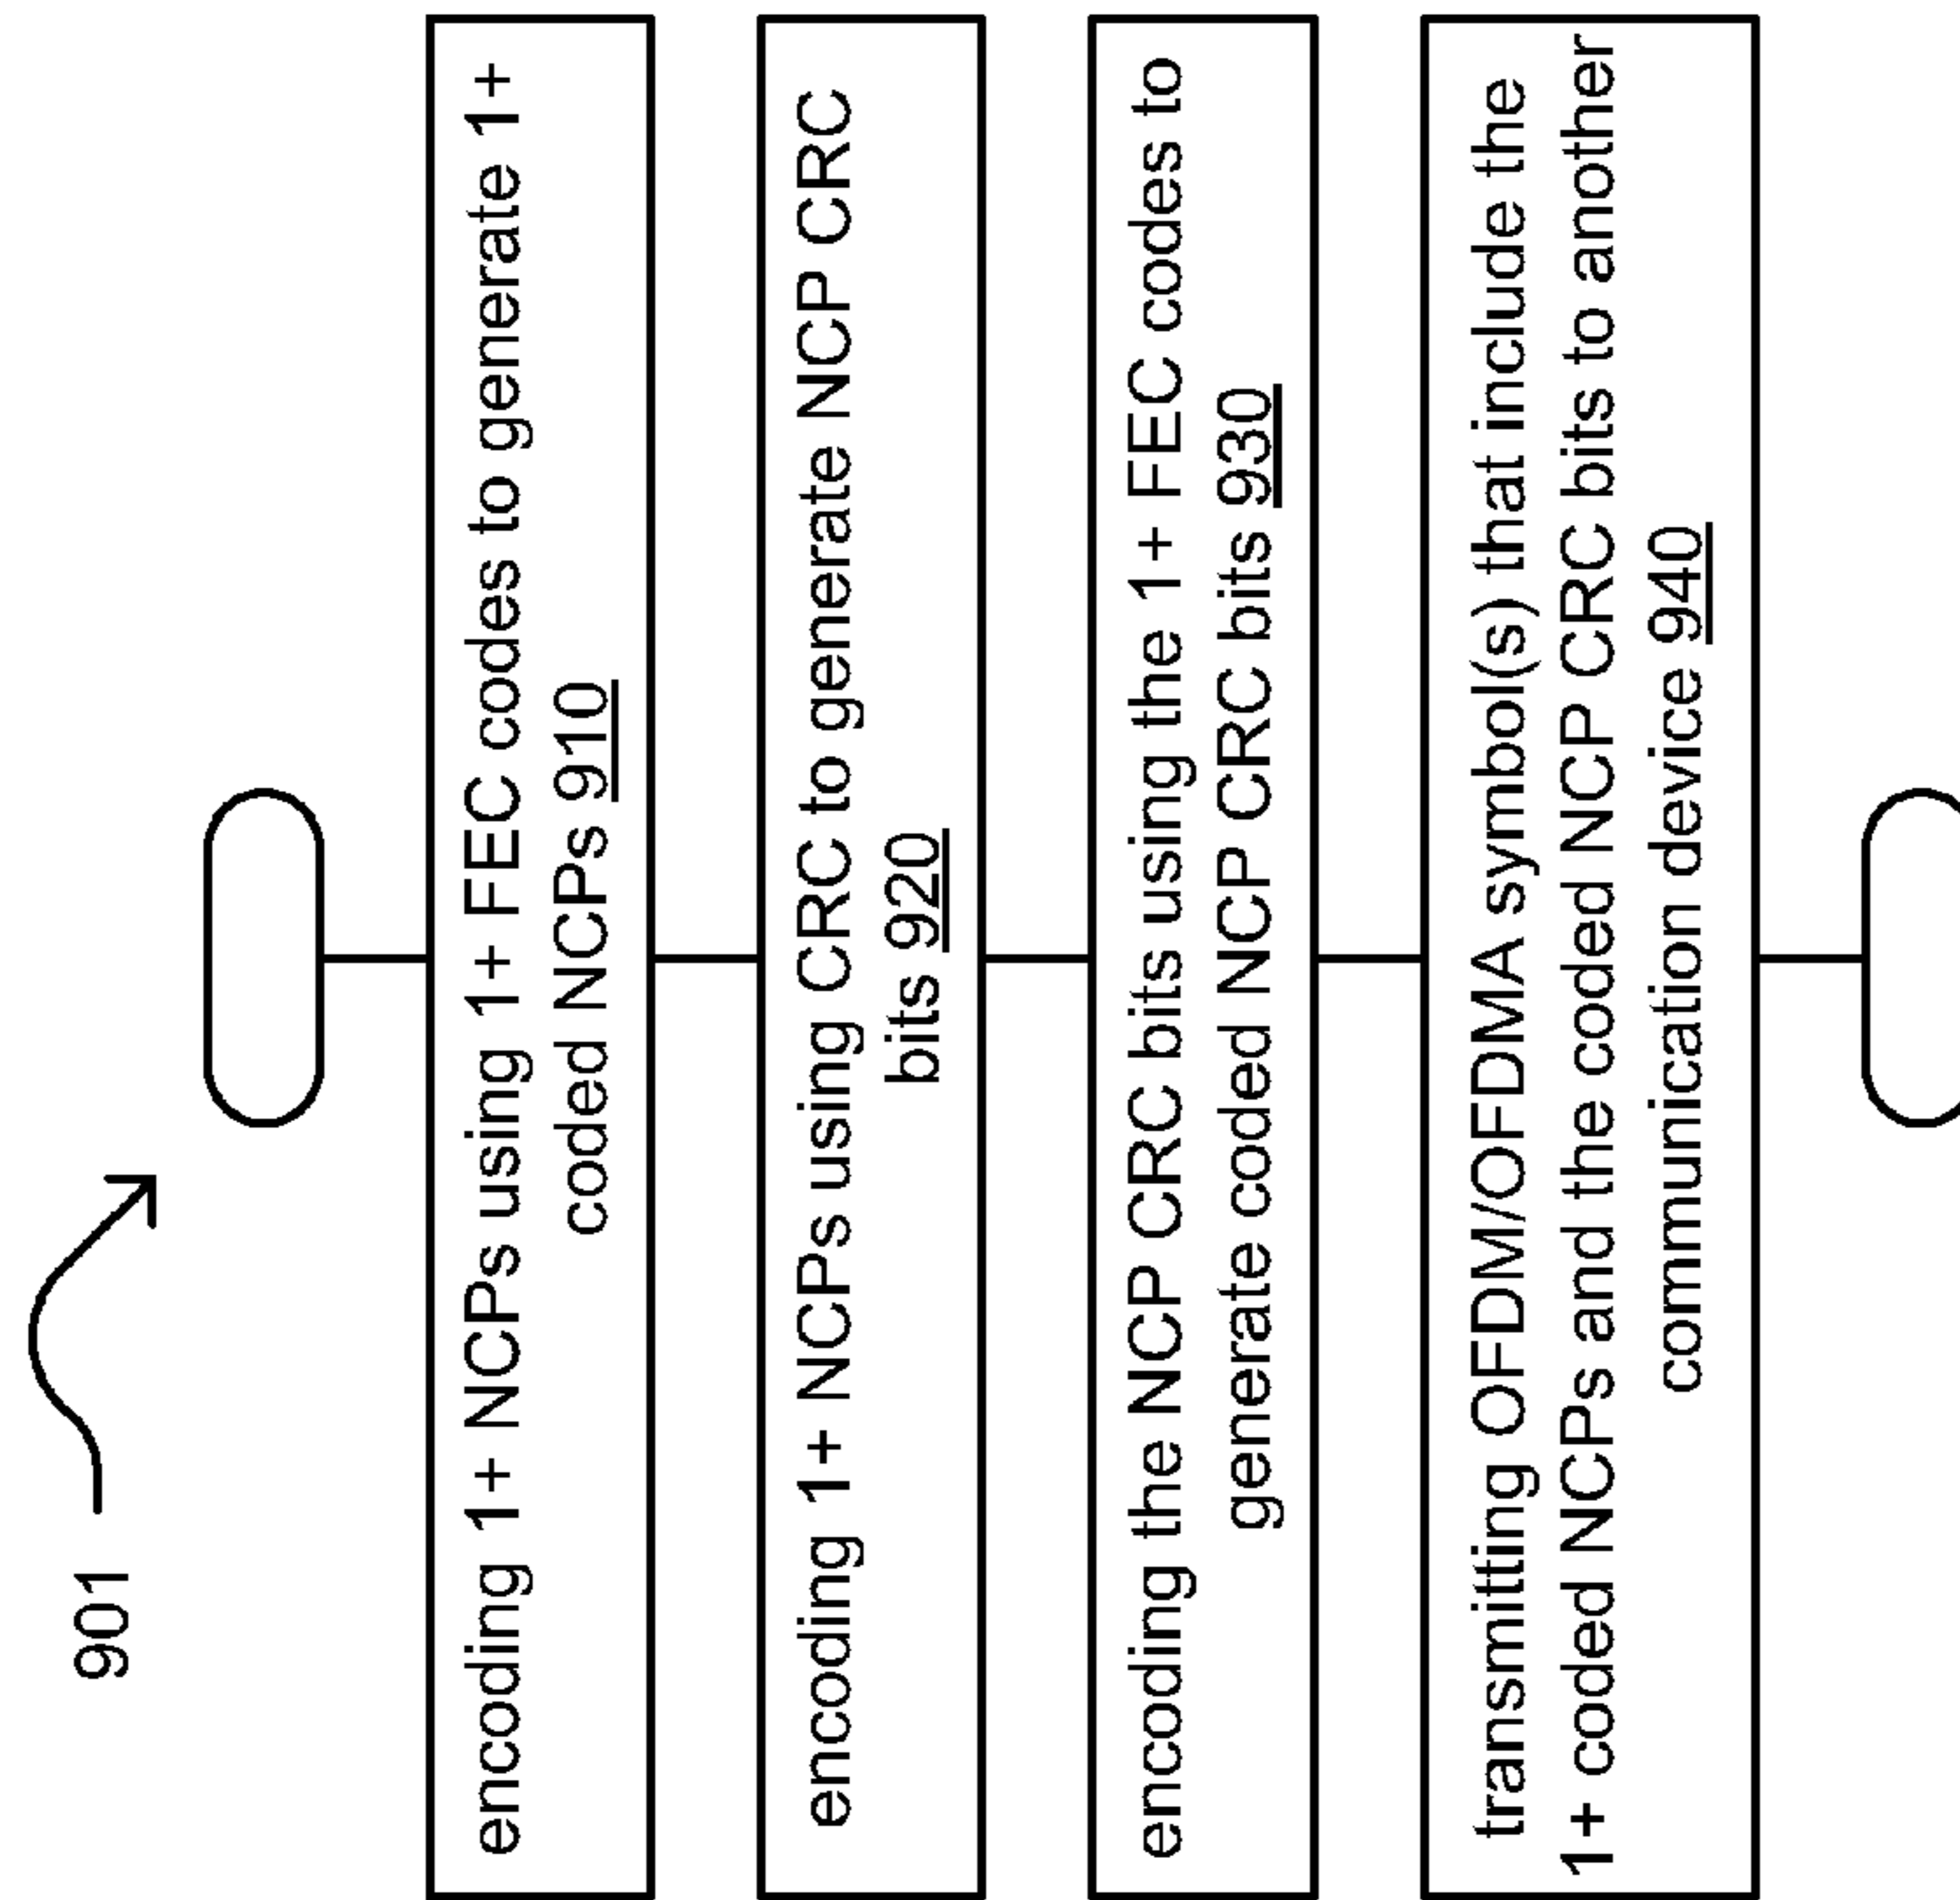 901
encoding 1+ NCPs using 1+ FEC codes to generate 1+
coded NCPs 910
encoding 1+ NCPs using CRC to generate NCP CRC
bits 920
encoding the NCP CRC bits using the 1+ FEC codes to
generate coded NCP CRC bits 930
transmitting OFDM/OFDMA symbol(s) that include the
1+ coded NCPs and the coded NCP CRC bits to another
communication device 940